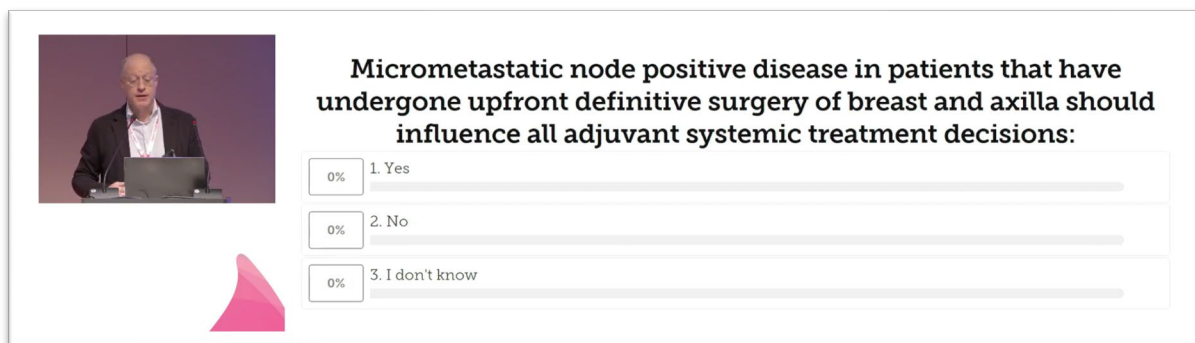 Micrometastatic node positive disease in patients that have
undergone upfront definitive surgery of breast and axilla should
influence all adjuvant systemic treatment decisions:
0%
1. Yes
0%
2. No
0%
3. I don't know